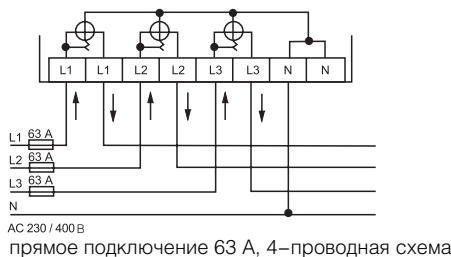 L1 L1 L2 L2 L3 L3 N N
L1 63 A
L2 63 A
L3 63 A
N
AC 230 / 400 В
прямое подключение 63 А, 4–проводная схема